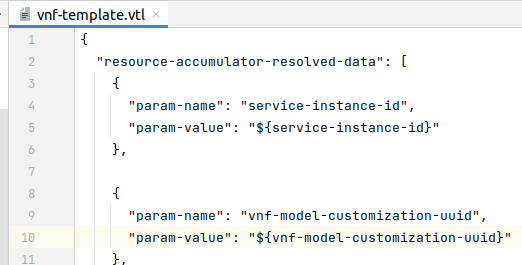 vnf-template.vtl
1 {
2 "resource-accumulator-resolved-data": [
3 {
4 "param-name": "service-instance-id",
5 "param-value": "${service-instance-id}"
6 },
7
8 {
9 "param-name": "vnf-model-customization-uuid",
10 "param-value": "${vnf-model-customization-uuid}"
11 },